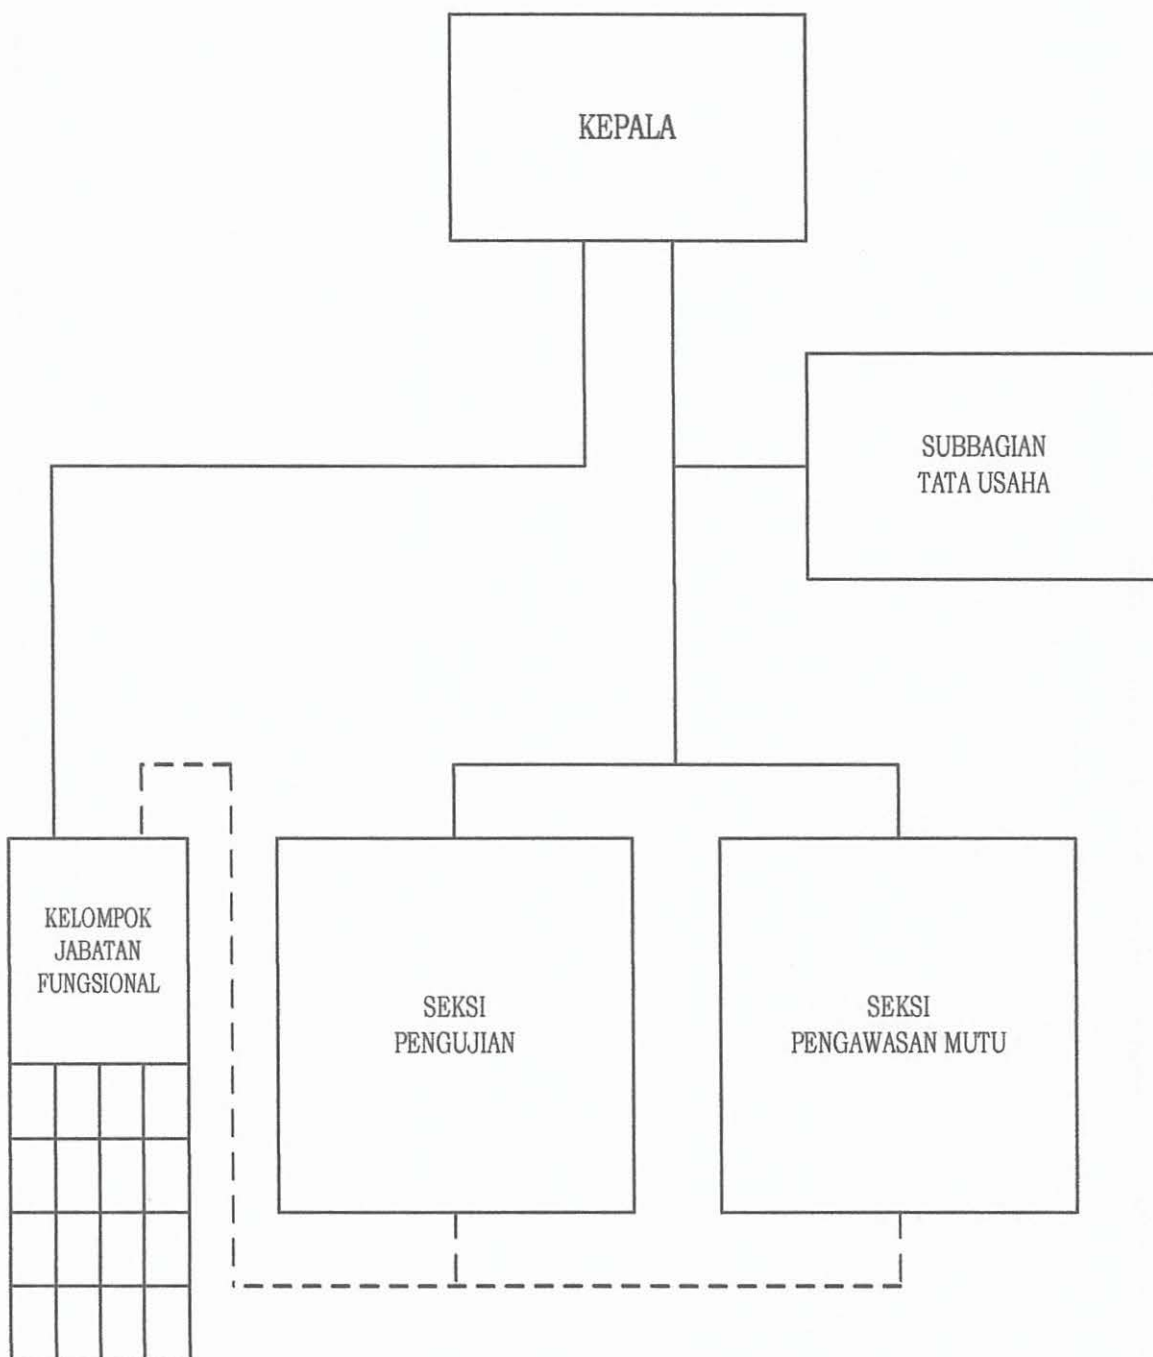 KEPALA
SUBBAGIAN
TATA USAHA
KELOMPOK
JABATAN
FUNGSIONAL
SEKSI
PENGUJIAN
SEKSI
PENGAWASAN MUTU